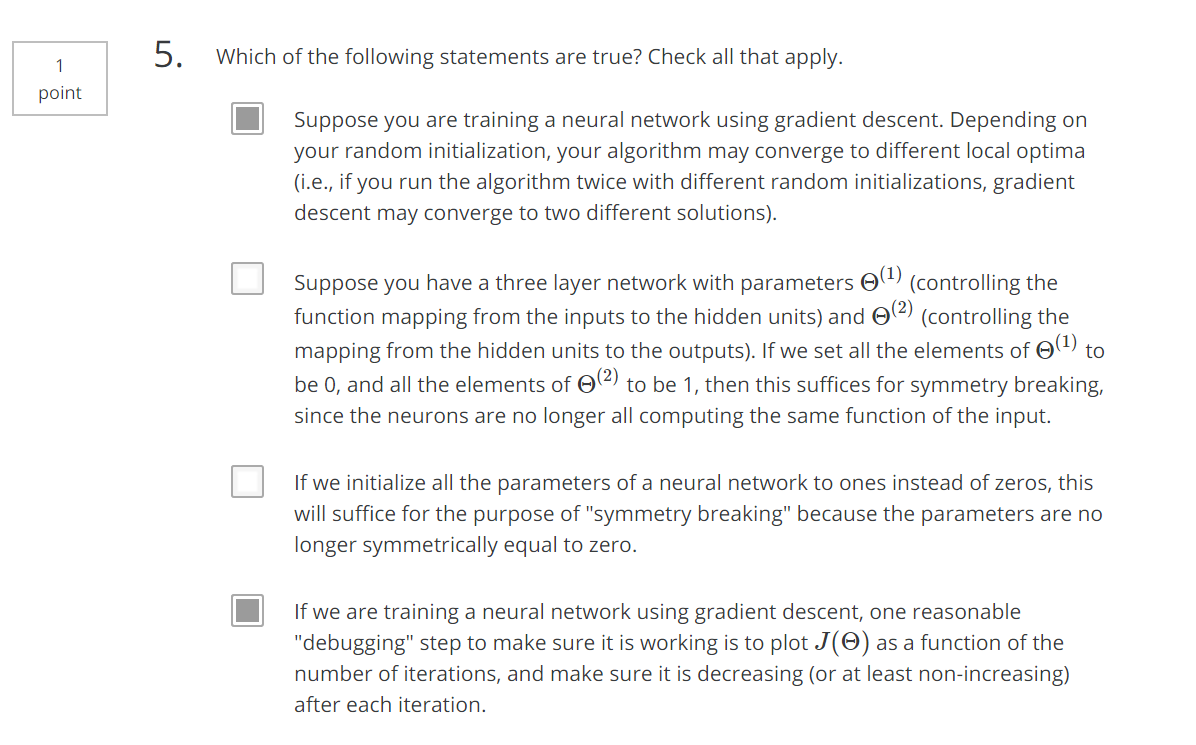 1
point
5. Which of the following statements are true? Check all that apply.
Suppose you are training a neural network using gradient descent. Depending on
your random initialization, your algorithm may converge to different local optima
(i.e., if you run the algorithm twice with different random initializations, gradient
descent may converge to two different solutions).
Suppose you have a three layer network with parameters Θ⁽¹⁾ (controlling the
function mapping from the inputs to the hidden units) and Θ⁽²⁾ (controlling the
mapping from the hidden units to the outputs). If we set all the elements of Θ⁽¹⁾ to
be 0, and all the elements of Θ⁽²⁾ to be 1, then this suffices for symmetry breaking,
since the neurons are no longer all computing the same function of the input.
If we initialize all the parameters of a neural network to ones instead of zeros, this
will suffice for the purpose of "symmetry breaking" because the parameters are no
longer symmetrically equal to zero.
If we are training a neural network using gradient descent, one reasonable
"debugging" step to make sure it is working is to plot J(Θ) as a function of the
number of iterations, and make sure it is decreasing (or at least non-increasing)
after each iteration.